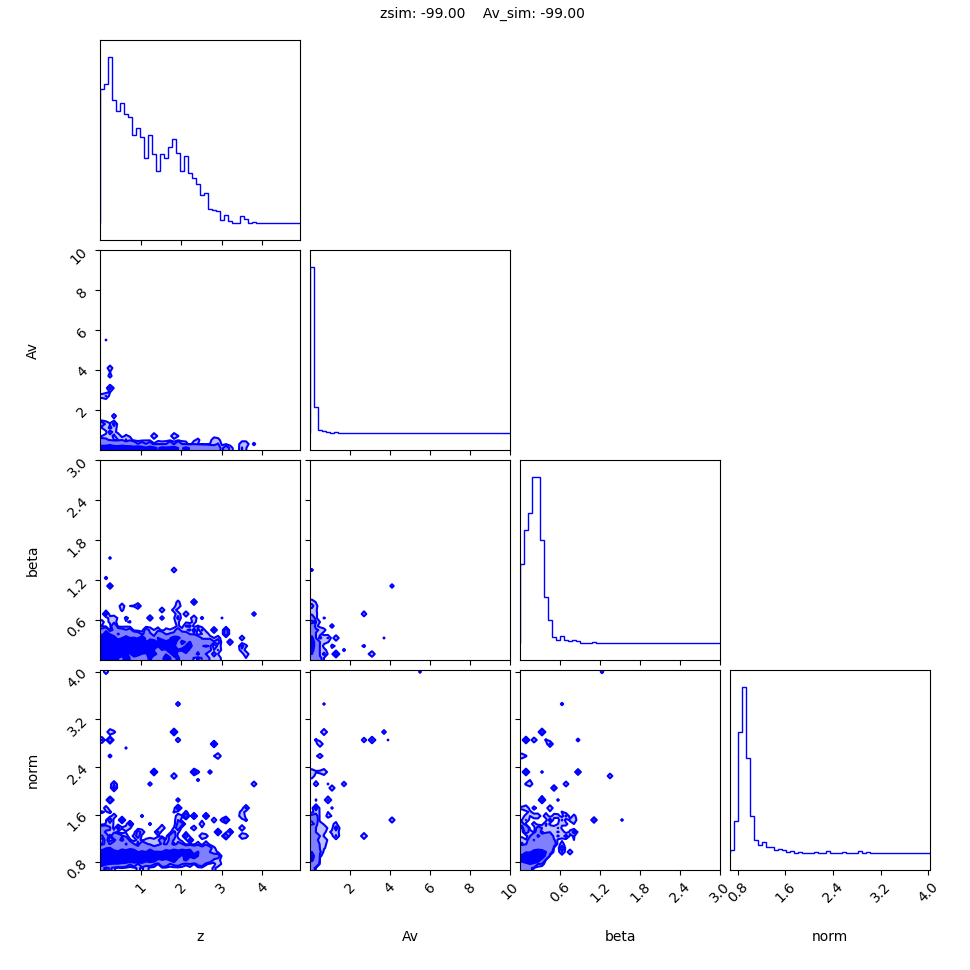 zsim: -99.00    Av_sim: -99.00
10
8
6
4
2
Av
3.0
2.4
1.8
1.2
0.6
beta
4.0
3.2
2.4
1.6
0.8
norm
1 2 3 4
2 4 6 8 10
0.6 1.2 1.8 2.4 3.0
0.8 1.6 2.4 3.2 4.0
z Av beta norm